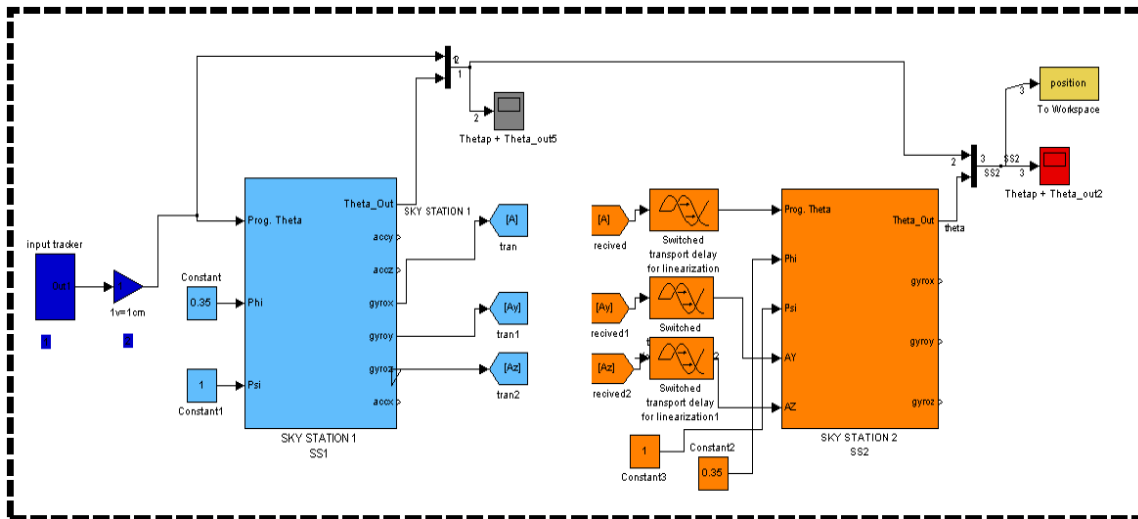 12
1
2
Thetap + Theta_out5
position
3
To Workspace
2
3
SS2
SS2
3
Thetap + Theta_out2
input tracker
Out1
1
1v=1cm
1
2
Constant
0.35
1
Constant1
Prog. Theta
Phi
Psi
Theta_Out
accy
accz
gyrox
gyroy
gyroz
accx
SKY STATION 1
SKY STATION 1
SS1
[A]
tran
[Ay]
tran1
[Az]
tran2
[A]
recived
[Ay]
recived1
[Az]
recived2
Switched
transport delay
for linearization
Switched
2
Switched
transport delay
for linearization1
1
Constant3
Constant2
0.35
Prog. Theta
Phi
Psi
AY
AZ
Theta_Out
theta
gyrox
gyroy
gyroz
SKY STATION 2
SS2